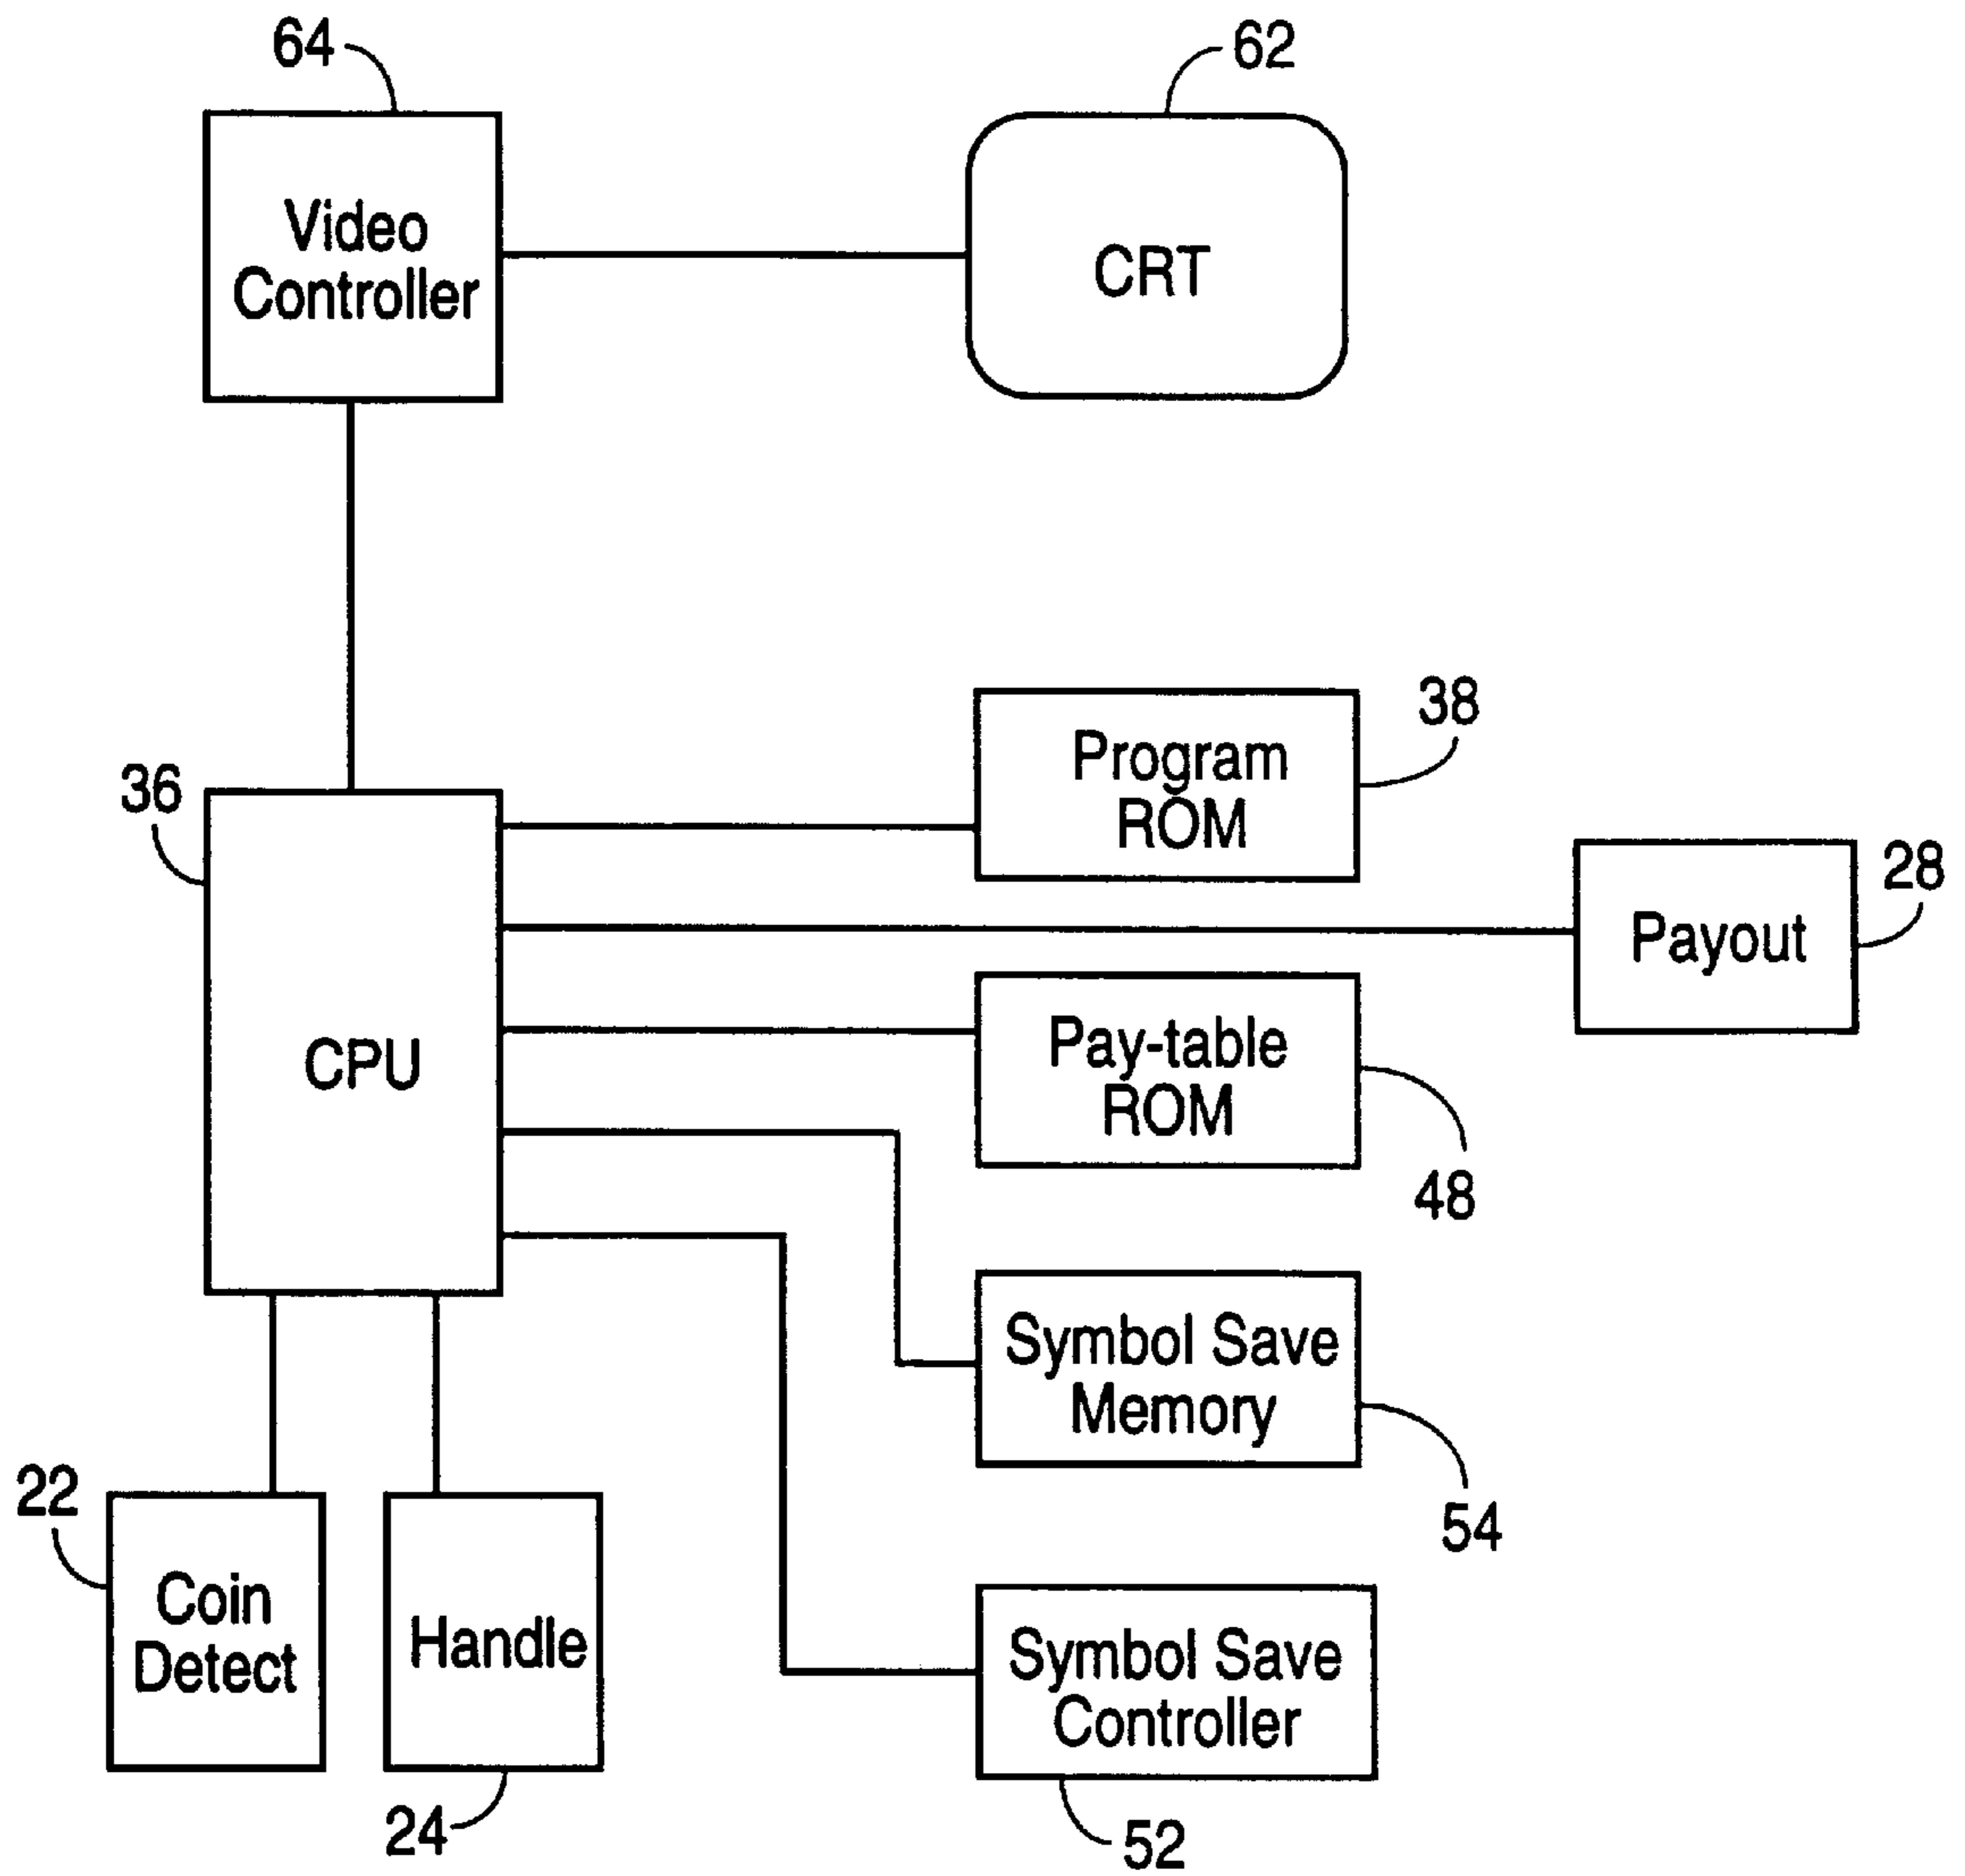 64
62
Video
Controller
CRT
38
Program
ROM
36
28
Payout
CPU
Pay-table
ROM
48
Symbol Save
Memory
54
22
Coin
Detect
Handle
Symbol Save
Controller
24
52